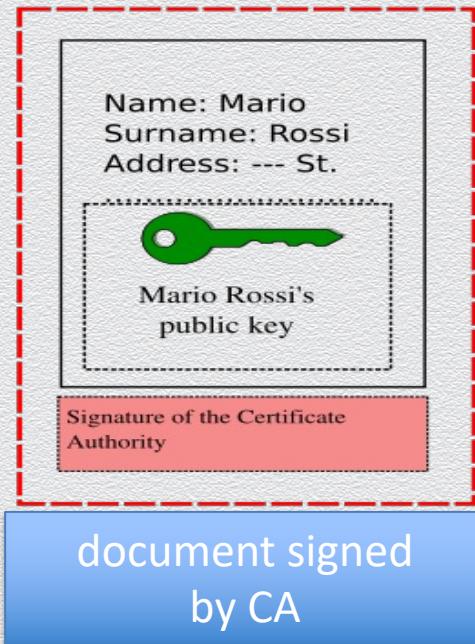 Name: Mario
Surname: Rossi
Address: --- St.
Mario Rossi's
public key
Signature of the Certificate
Authority
document signed
by CA